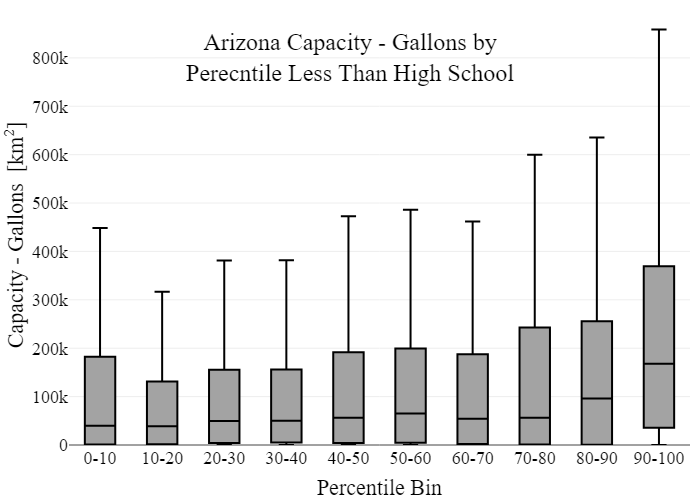 Arizona Capacity - Gallons by
Perecntile Less Than High School
Capacity - Gallons [km²]
800k
700k
600k
500k
400k
300k
200k
100k
0
0-10 10-20 20-30 30-40 40-50 50-60 60-70 70-80 80-90 90-100
Percentile Bin